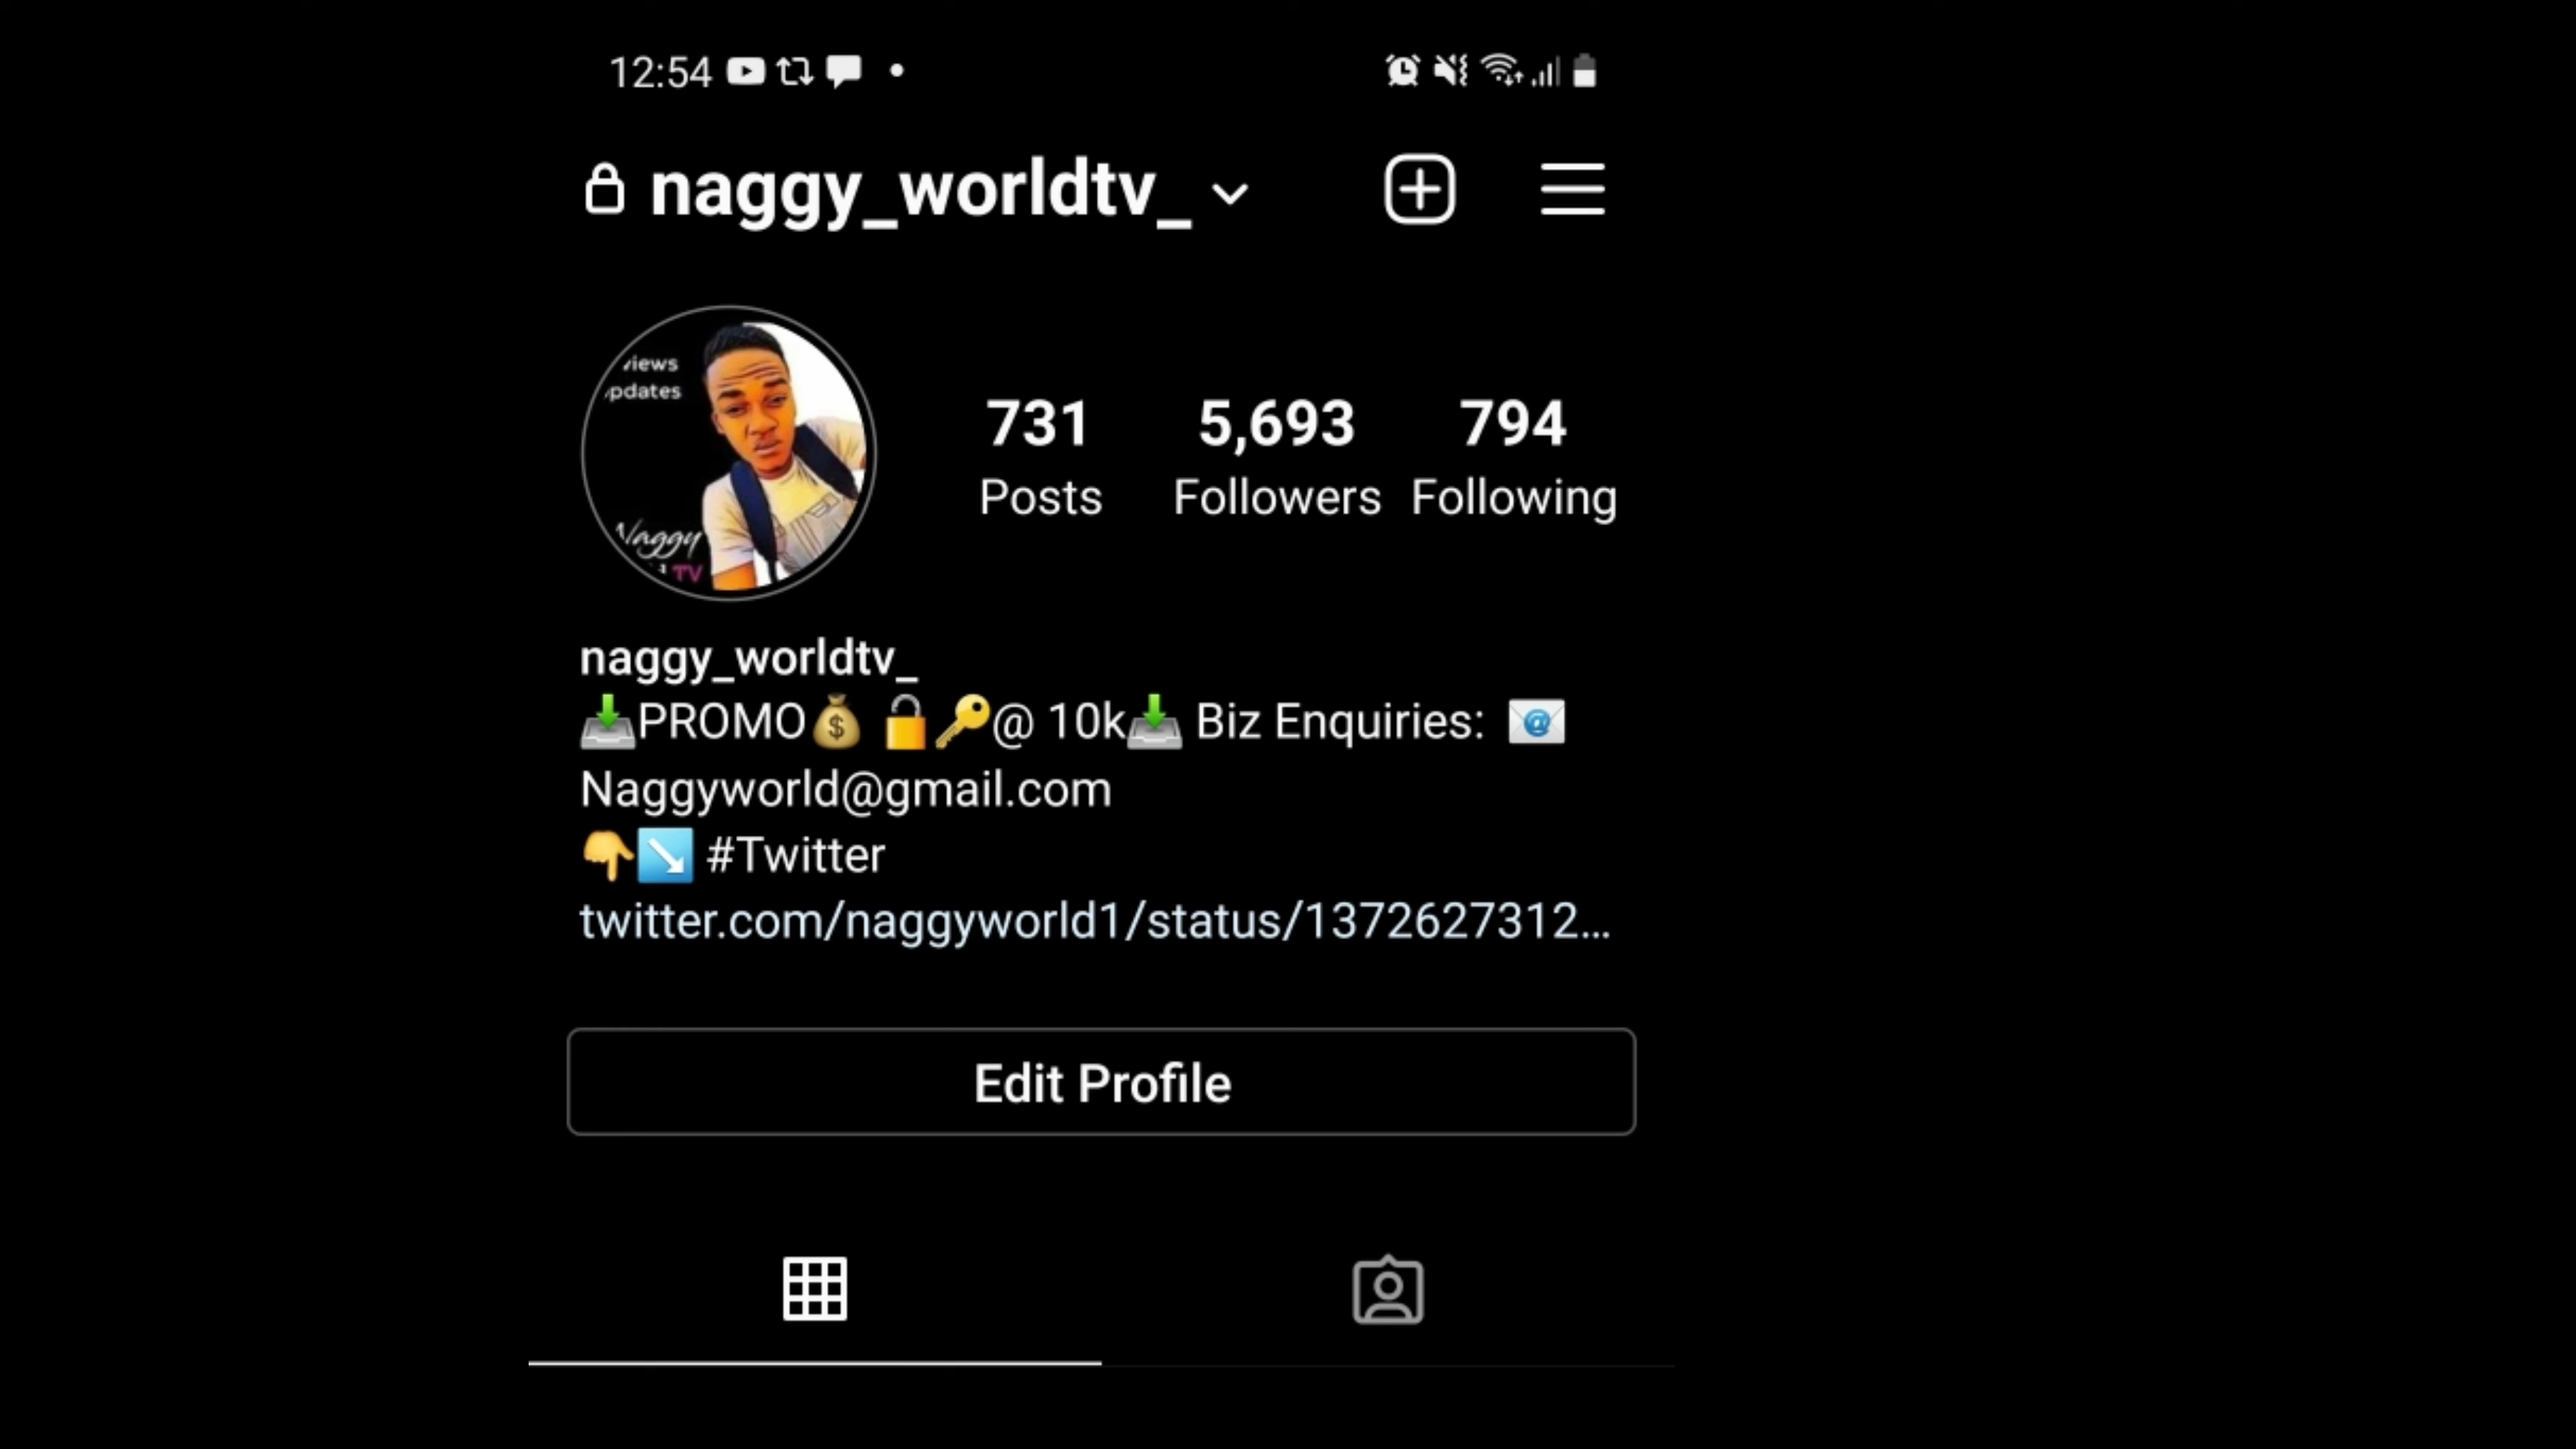 12:54
naggy_worldtv_
iews
pdates
Naggy
TV
731 5,693 794
Posts Followers Following
naggy_worldtv_
📥PROMO💰 🔓🔑@ 10k📥 Biz Enquiries: 📧
Naggyworld@gmail.com
👇↘️ #Twitter
twitter.com/naggyworld1/status/1372627312...
Edit Profile